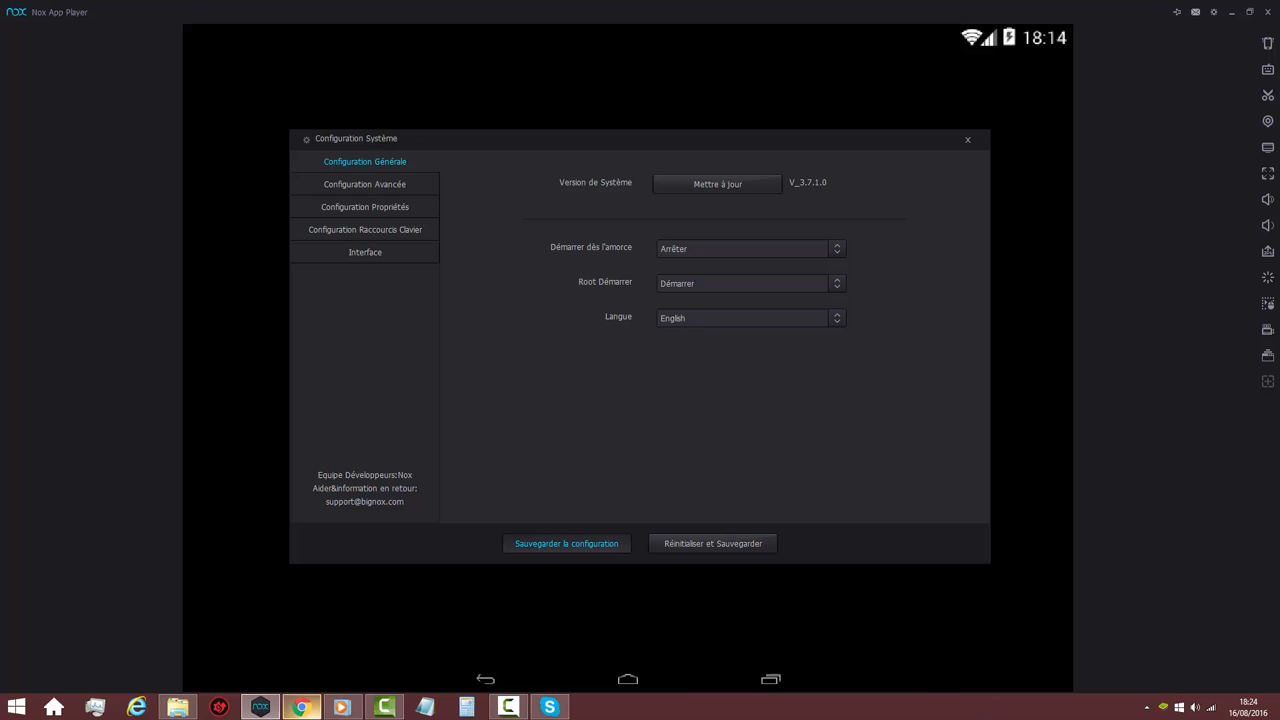 nox Nox App Player
18:14
Configuration Système
x
Configuration Générale
Configuration Avancée
Configuration Propriétés
Configuration Raccourcis Clavier
Interface
Version de Système
Mettre à jour
V_3.7.1.0
Démarrer dès l'amorce
Arrêter
Root Démarrer
Démarrer
Langue
English
Equipe Développeurs:Nox
Aider&information en retour:
support@bignox.com
Sauvegarder la configuration
Réinitialiser et Sauvegarder
18:24
16/08/2016